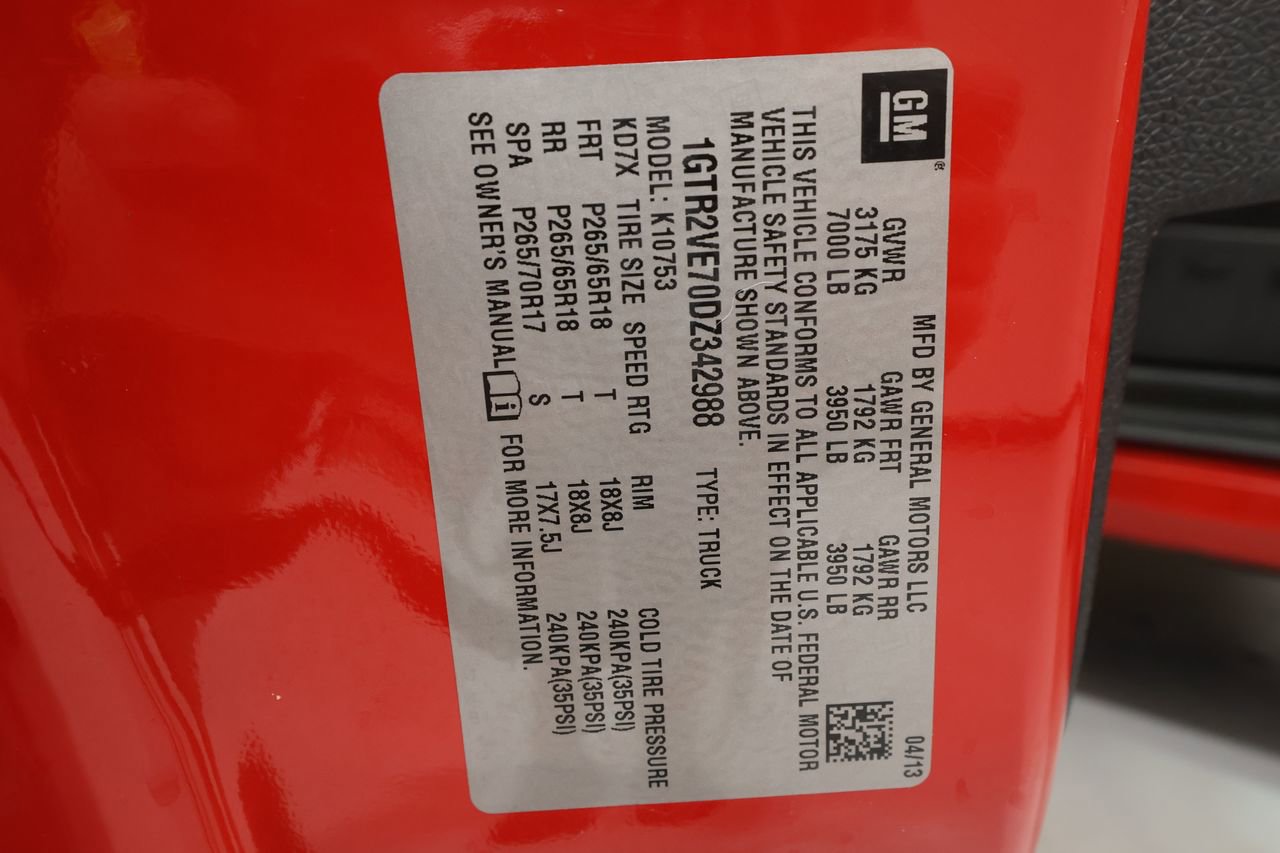 GM®
MFD BY GENERAL MOTORS LLC 04/13
GVWR GAWR FRT GAWR RR
3175 KG 1792 KG 1792 KG
7000 LB 3950 LB 3950 LB
THIS VEHICLE CONFORMS TO ALL APPLICABLE U.S. FEDERAL MOTOR
VEHICLE SAFETY STANDARDS IN EFFECT ON THE DATE OF
MANUFACTURE SHOWN ABOVE.
1GTR2VE70DZ342988 TYPE: TRUCK
MODEL: K10753
KD7X TIRE SIZE SPEED RTG RIM COLD TIRE PRESSURE
FRT P265/65R18 T 18X8J 240KPA(35PSI)
RR P265/65R18 T 18X8J 240KPA(35PSI)
SPA P265/70R17 S 17X7.5J 240KPA(35PSI)
SEE OWNER'S MANUAL i FOR MORE INFORMATION.